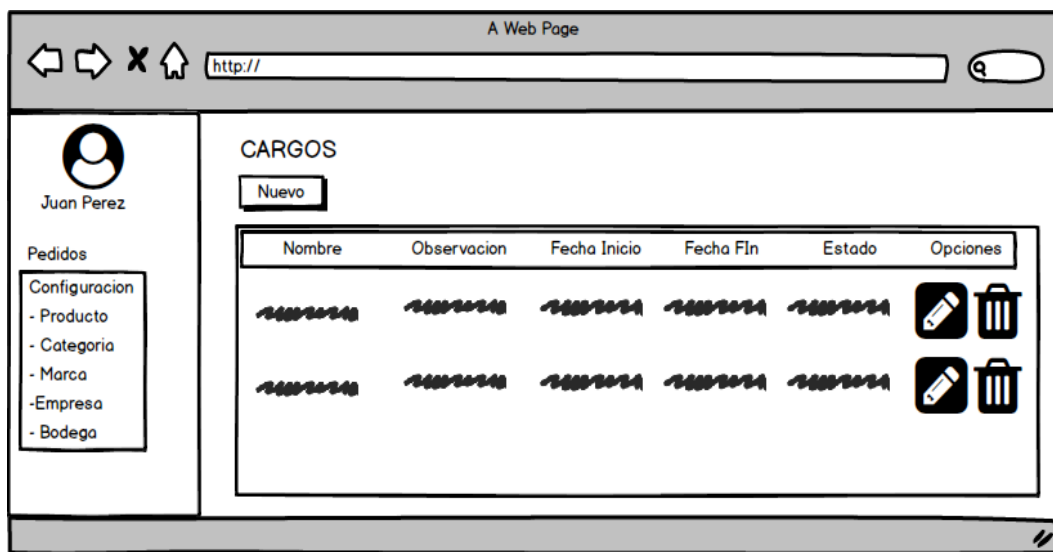 A Web Page
http://
Juan Perez
Pedidos
Configuracion
- Producto
- Categoria
- Marca
-Empresa
- Bodega
CARGOS
Nuevo
Nombre Observacion Fecha Inicio Fecha FIn Estado Opciones